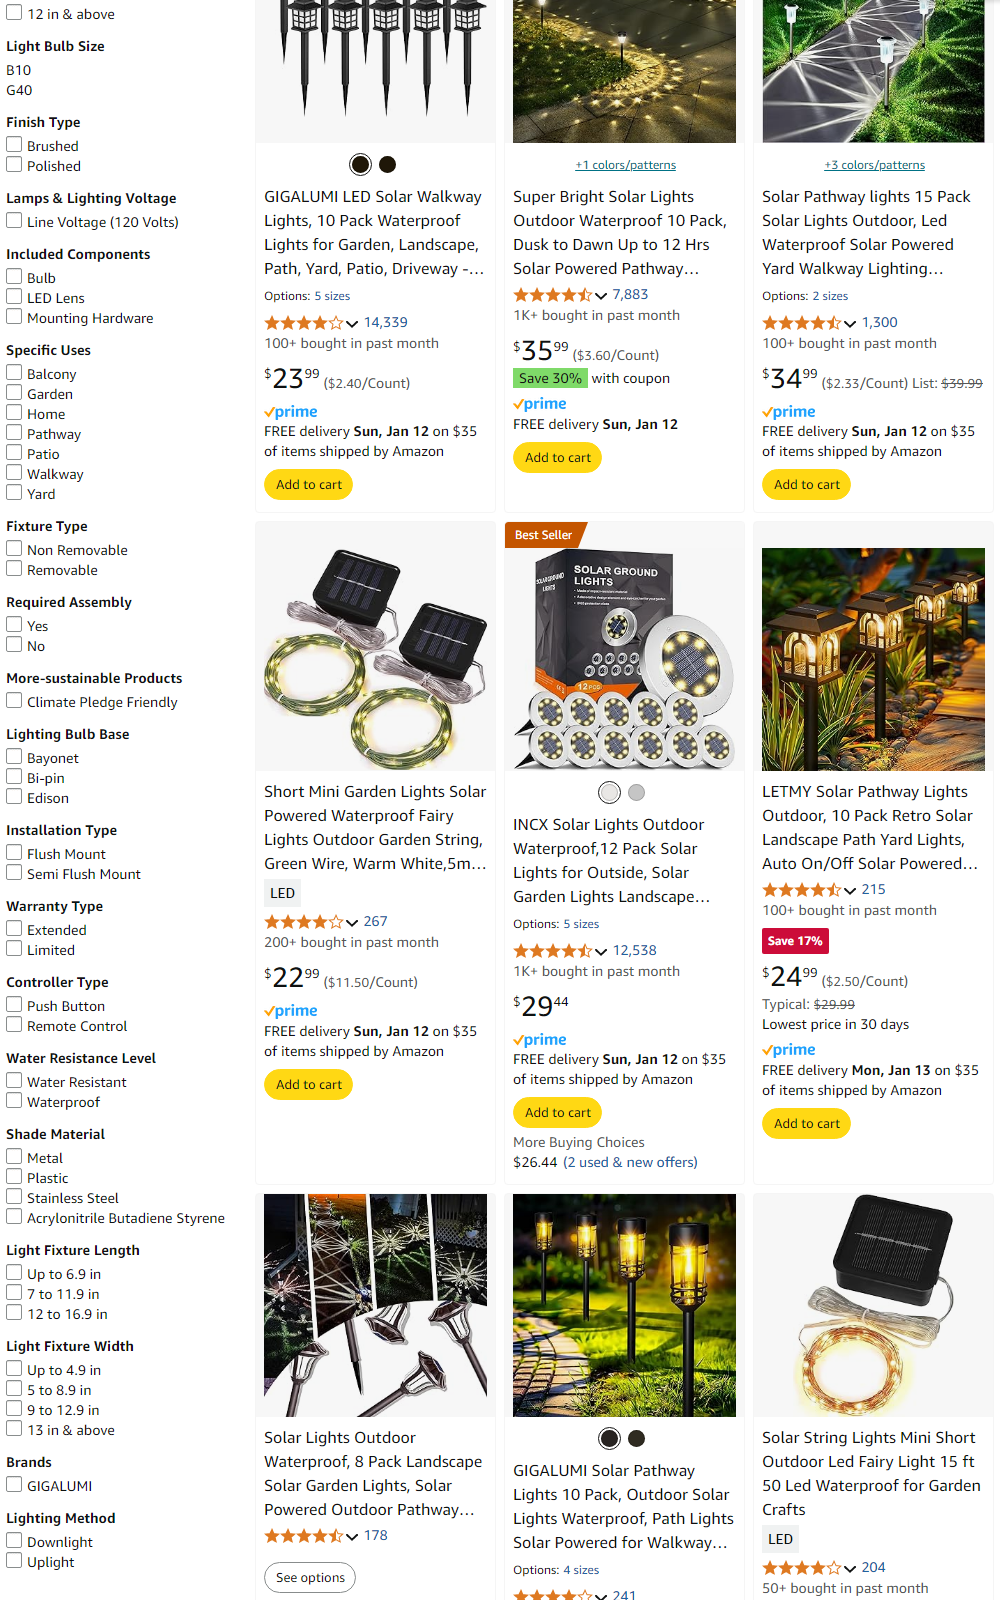 12 in & above
Light Bulb Size
B10
G40
Finish Type
Brushed
Polished
Lamps & Lighting Voltage
Line Voltage (120 Volts)
Included Components
Bulb
LED Lens
Mounting Hardware
Specific Uses
Balcony
Garden
Home
Pathway
Patio
Walkway
Yard
Fixture Type
Non Removable
Removable
Required Assembly
Yes
No
More-sustainable Products
Climate Pledge Friendly
Lighting Bulb Base
Bayonet
Bi-pin
Edison
Installation Type
Flush Mount
Semi Flush Mount
Warranty Type
Extended
Limited
Controller Type
Push Button
Remote Control
Water Resistance Level
Water Resistant
Waterproof
Shade Material
Metal
Plastic
Stainless Steel
Acrylonitrile Butadiene Styrene
Light Fixture Length
Up to 6.9 in
7 to 11.9 in
12 to 16.9 in
Light Fixture Width
Up to 4.9 in
5 to 8.9 in
9 to 12.9 in
13 in & above
Brands
GIGALUMI
Lighting Method
Downlight
Uplight
GIGALUMI LED Solar Walkway
Lights, 10 Pack Waterproof
Lights for Garden, Landscape,
Path, Yard, Patio, Driveway -...
Options: 5 sizes
14,339
100+ bought in past month
$23.99 ($2.40/Count)
prime
FREE delivery Sun, Jan 12 on $35
of items shipped by Amazon
Add to cart
+1 colors/patterns
Super Bright Solar Lights
Outdoor Waterproof 10 Pack,
Dusk to Dawn Up to 12 Hrs
Solar Powered Pathway...
7,883
1K+ bought in past month
$35.99 ($3.60/Count)
Save 30% with coupon
prime
FREE delivery Sun, Jan 12
Add to cart
+3 colors/patterns
Solar Pathway lights 15 Pack
Solar Lights Outdoor, Led
Waterproof Solar Powered
Yard Walkway Lighting...
Options: 2 sizes
1,300
100+ bought in past month
$34.99 ($2.33/Count) List: $39.99
prime
FREE delivery Sun, Jan 12 on $35
of items shipped by Amazon
Add to cart
Short Mini Garden Lights Solar
Powered Waterproof Fairy
Lights Outdoor Garden String,
Green Wire, Warm White,5m...
LED
267
200+ bought in past month
$22.99 ($11.50/Count)
prime
FREE delivery Sun, Jan 12 on $35
of items shipped by Amazon
Add to cart
Best Seller
SOLAR GROUND
LIGHTS
SOLAR GROUND
LIGHTS
12PCS
INCX Solar Lights Outdoor
Waterproof,12 Pack Solar
Lights for Outside, Solar
Garden Lights Landscape...
Options: 5 sizes
12,538
1K+ bought in past month
$29.44
prime
FREE delivery Sun, Jan 12 on $35
of items shipped by Amazon
Add to cart
More Buying Choices
$26.44 (2 used & new offers)
LETMY Solar Pathway Lights
Outdoor, 10 Pack Retro Solar
Landscape Path Yard Lights,
Auto On/Off Solar Powered...
215
100+ bought in past month
Save 17%
$24.99 ($2.50/Count)
Typical: $29.99
Lowest price in 30 days
prime
FREE delivery Mon, Jan 13 on $35
of items shipped by Amazon
Add to cart
Solar Lights Outdoor
Waterproof, 8 Pack Landscape
Solar Garden Lights, Solar
Powered Outdoor Pathway...
178
See options
GIGALUMI Solar Pathway
Lights 10 Pack, Outdoor Solar
Lights Waterproof, Path Lights
Solar Powered for Walkway...
Options: 4 sizes
241
Solar String Lights Mini Short
Outdoor Led Fairy Light 15 ft
50 Led Waterproof for Garden
Crafts
LED
204
50+ bought in past month